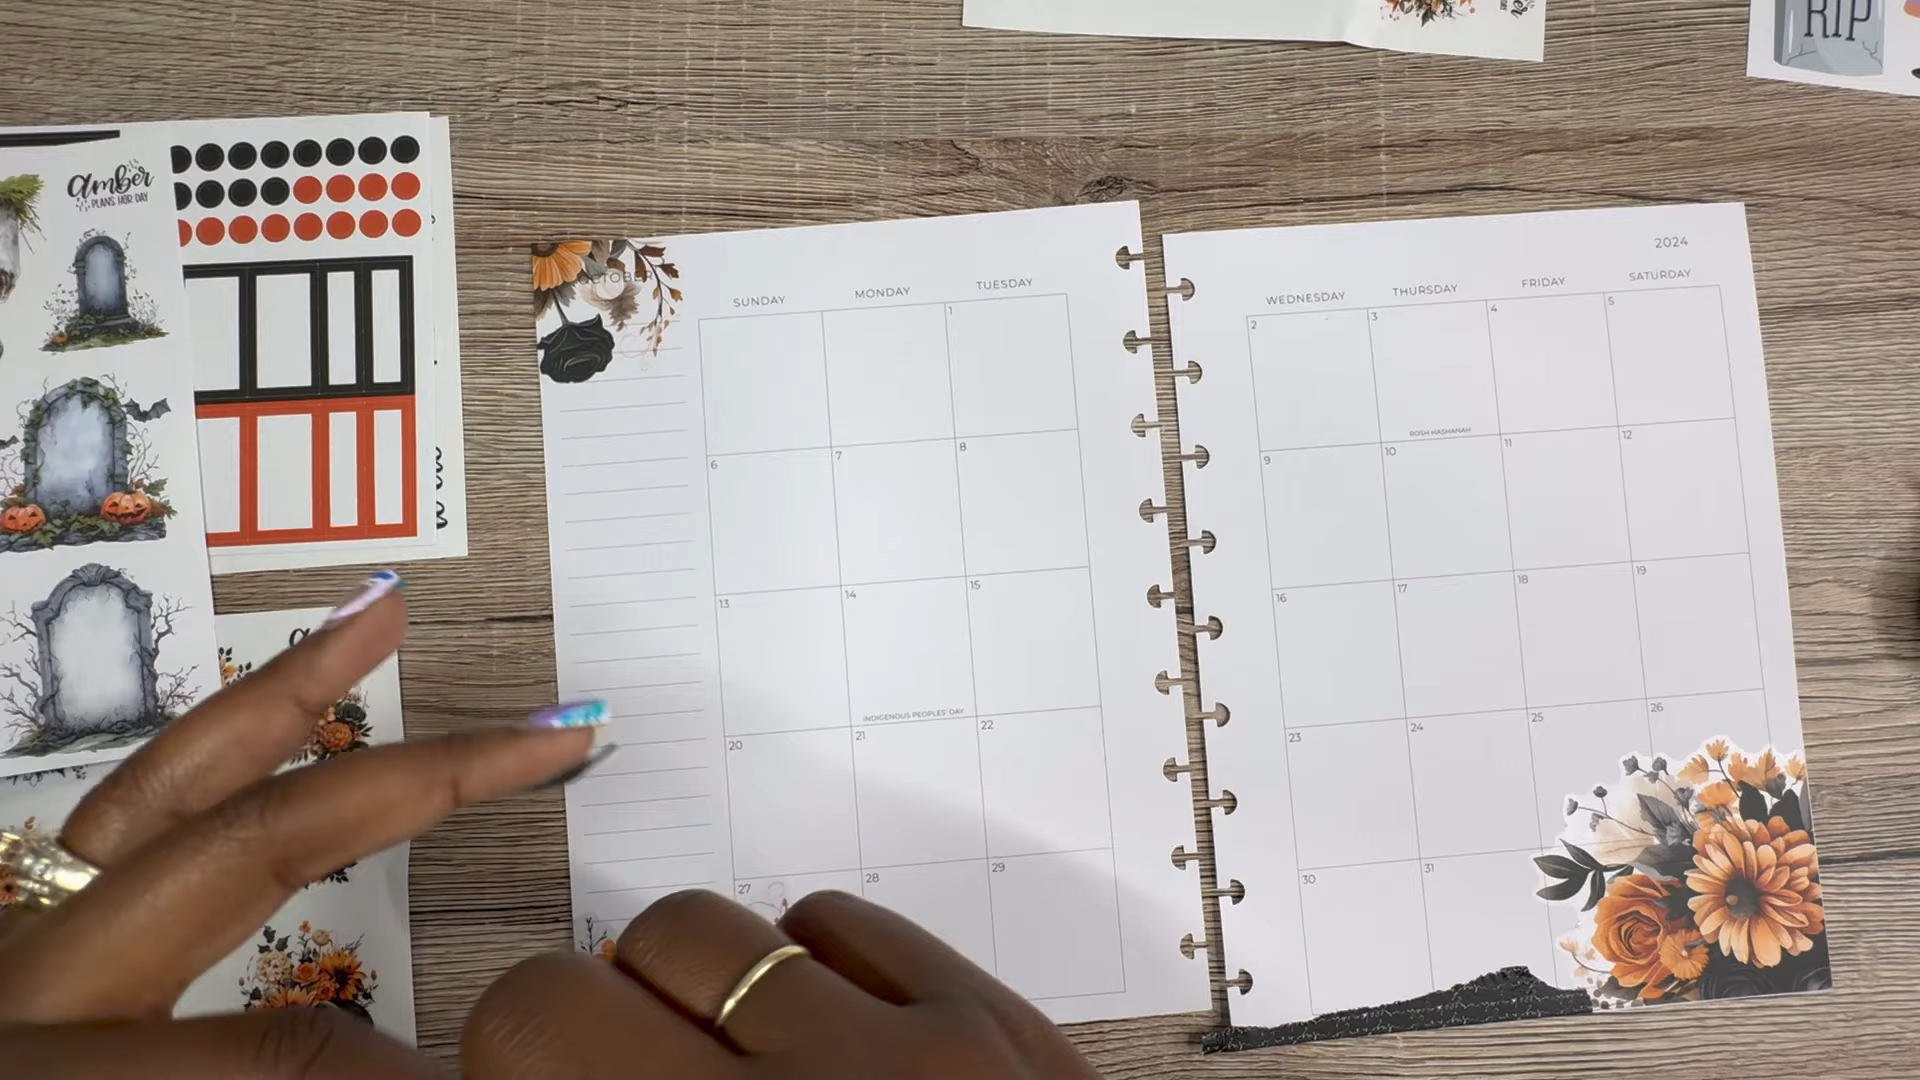 RIP
amber
PLANS HER DAY
OCTOBER
2024
SUNDAY MONDAY TUESDAY
WEDNESDAY THURSDAY FRIDAY SATURDAY
1
2 3 4 5
ROSH HASHANAH
6 7 8
9 10 11 12
13 14 15
16 17 18 19
INDIGENOUS PEOPLES' DAY
20 21 22
23 24 25 26
27 28 29
30 31